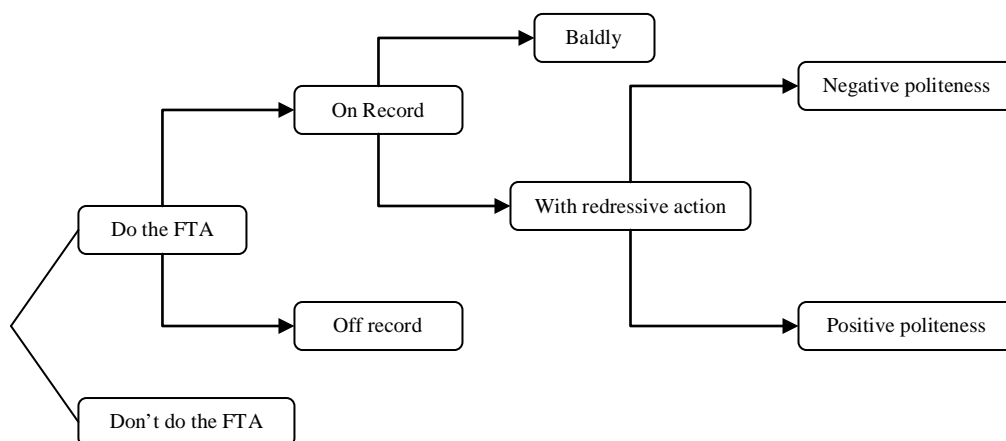 Baldly
Negative politeness
On Record
With redressive action
Do the FTA
Off record
Positive politeness
Don't do the FTA